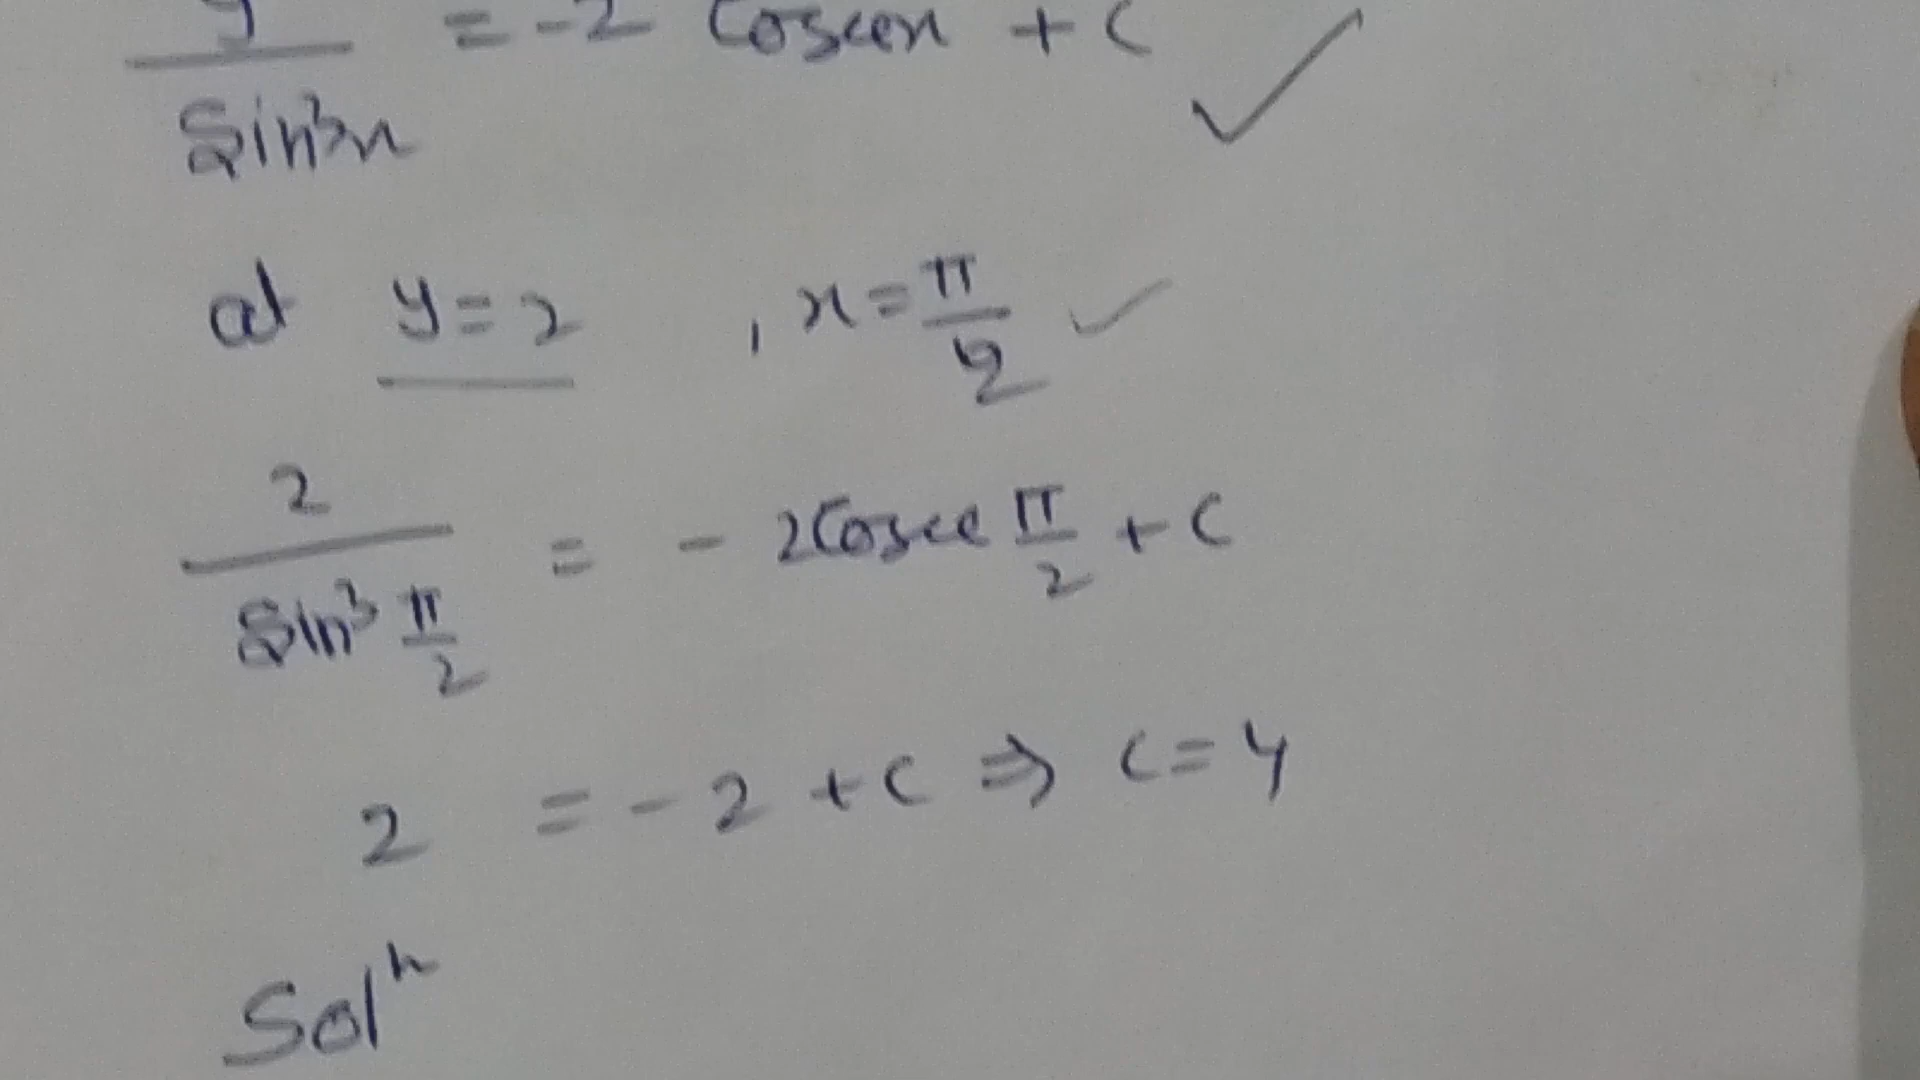 y/sin³x = -2 cosecx + c ✓
at y=2 , x=π/2 ✓
2/sin³ π/2 = - 2cosec π/2 + c
2 = -2 + c ⇒ c=4
Solⁿ